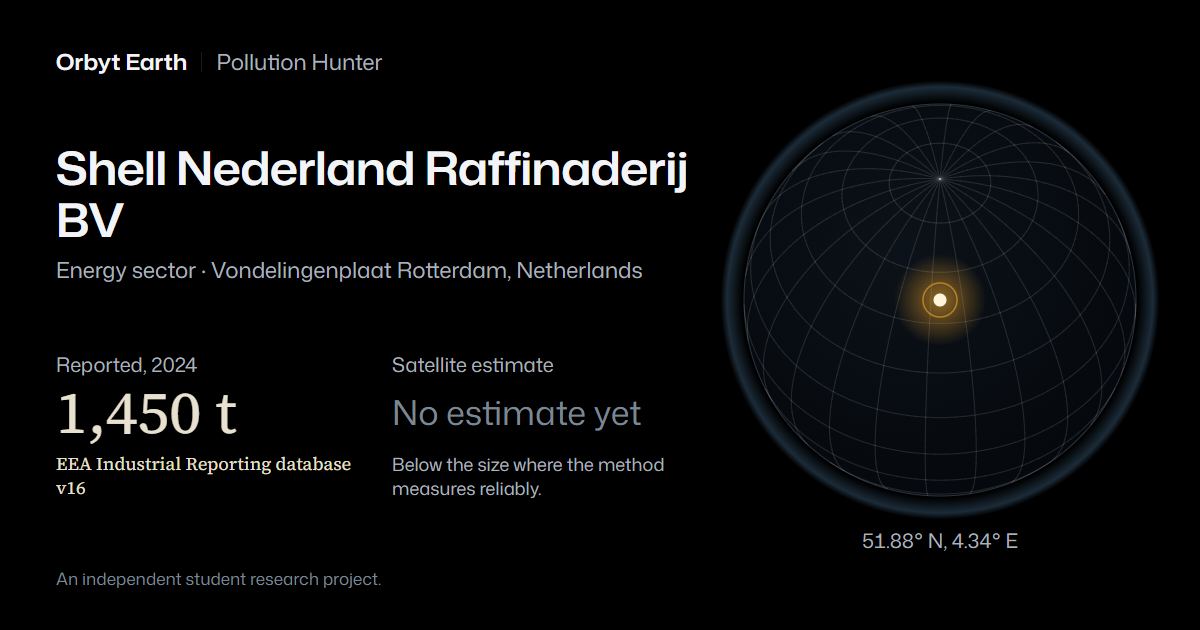 Orbyt Earth | Pollution Hunter
Shell Nederland Raffinaderij
BV
Energy sector · Vondelingenplaat Rotterdam, Netherlands
Reported, 2024
1,450 t
EEA Industrial Reporting database
v16
Satellite estimate
No estimate yet
Below the size where the method
measures reliably.
51.88° N, 4.34° E
An independent student research project.